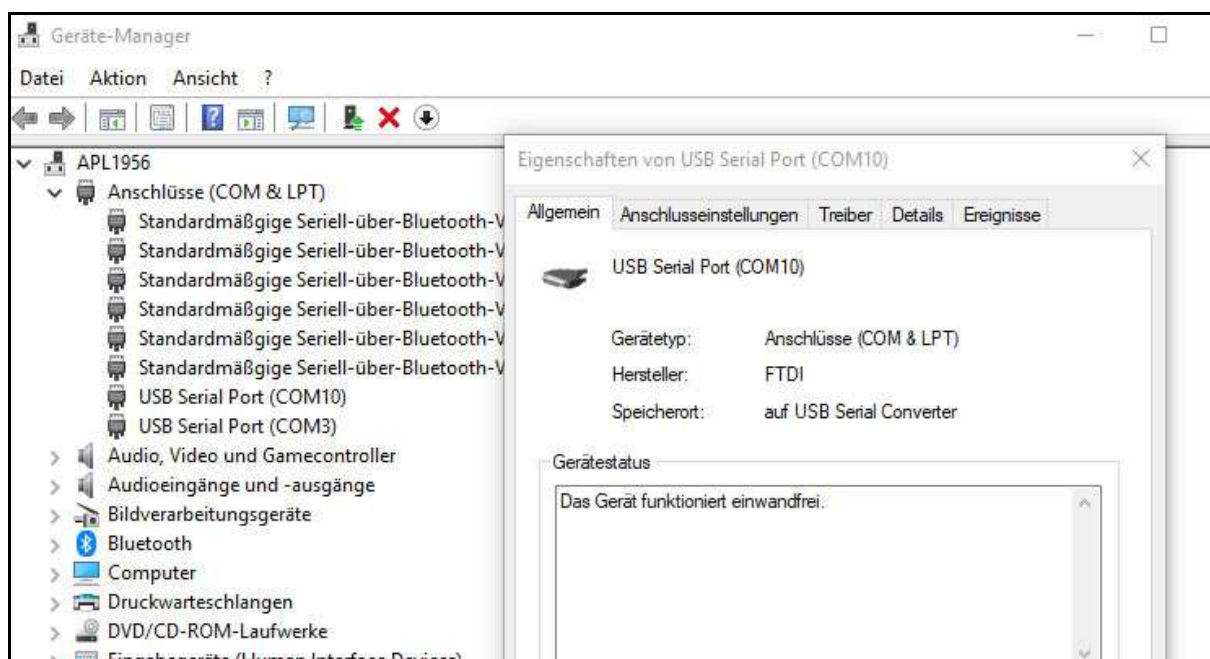 Geräte-Manager
Datei Aktion Ansicht ?
APL1956
Anschlüsse (COM & LPT)
Standardmäßgige Seriell-über-Bluetooth-V
Standardmäßgige Seriell-über-Bluetooth-V
Standardmäßgige Seriell-über-Bluetooth-V
Standardmäßgige Seriell-über-Bluetooth-V
Standardmäßgige Seriell-über-Bluetooth-V
Standardmäßgige Seriell-über-Bluetooth-V
USB Serial Port (COM10)
USB Serial Port (COM3)
Audio, Video und Gamecontroller
Audioeingänge und -ausgänge
Bildverarbeitungsgeräte
Bluetooth
Computer
Druckwarteschlangen
DVD/CD-ROM-Laufwerke
Eingabegeräte (Human Interface Devices)
Eigenschaften von USB Serial Port (COM10)
Allgemein Anschlusseinstellungen Treiber Details Ereignisse
USB Serial Port (COM10)
Gerätetyp: Anschlüsse (COM & LPT)
Hersteller: FTDI
Speicherort: auf USB Serial Converter
Gerätestatus
Das Gerät funktioniert einwandfrei.